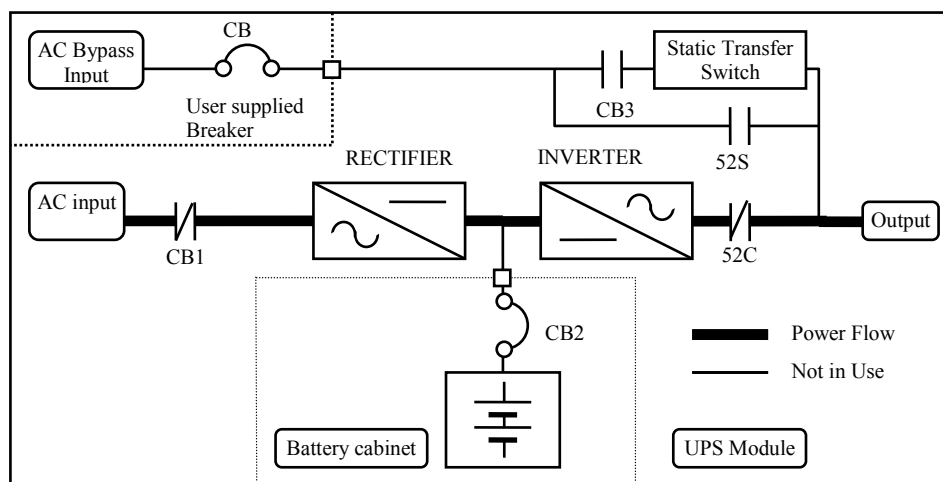 CB
AC Bypass
Input
Static Transfer
Switch
User supplied
Breaker
CB3
52S
RECTIFIER
INVERTER
AC input
CB1
52C
Output
CB2
Power Flow
Not in Use
Battery cabinet
UPS Module